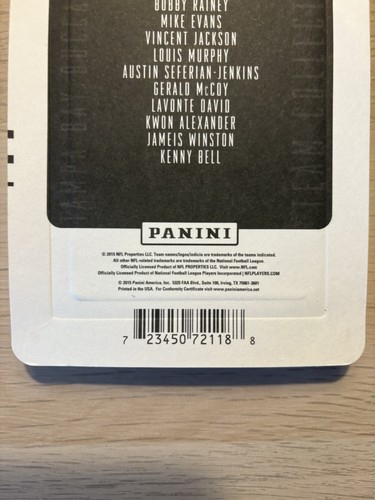 BOBBY RAINEY
MIKE EVANS
VINCENT JACKSON
LOUIS MURPHY
AUSTIN SEFERIAN-JENKINS
GERALD McCOY
LAVONTE DAVID
KWON ALEXANDER
JAMEIS WINSTON
KENNY BELL
PANINI
© 2015 NFL Properties LLC. Team names/logos/indicia are trademarks of the teams indicated.
All other NFL-related trademarks are trademarks of the National Football League.
Officially Licensed Product of NFL PROPERTIES LLC. Visit www.NFL.com
Officially Licensed Product of National Football League Players Incorporated | NFLPLAYERS.COM
© 2015 Panini America, Inc. 5325 FAA Blvd., Suite 100, Irving, TX 75061-3601
Printed in the USA. For Conformity Certificate visit www.paniniamerica.net
7 23450 72118 8